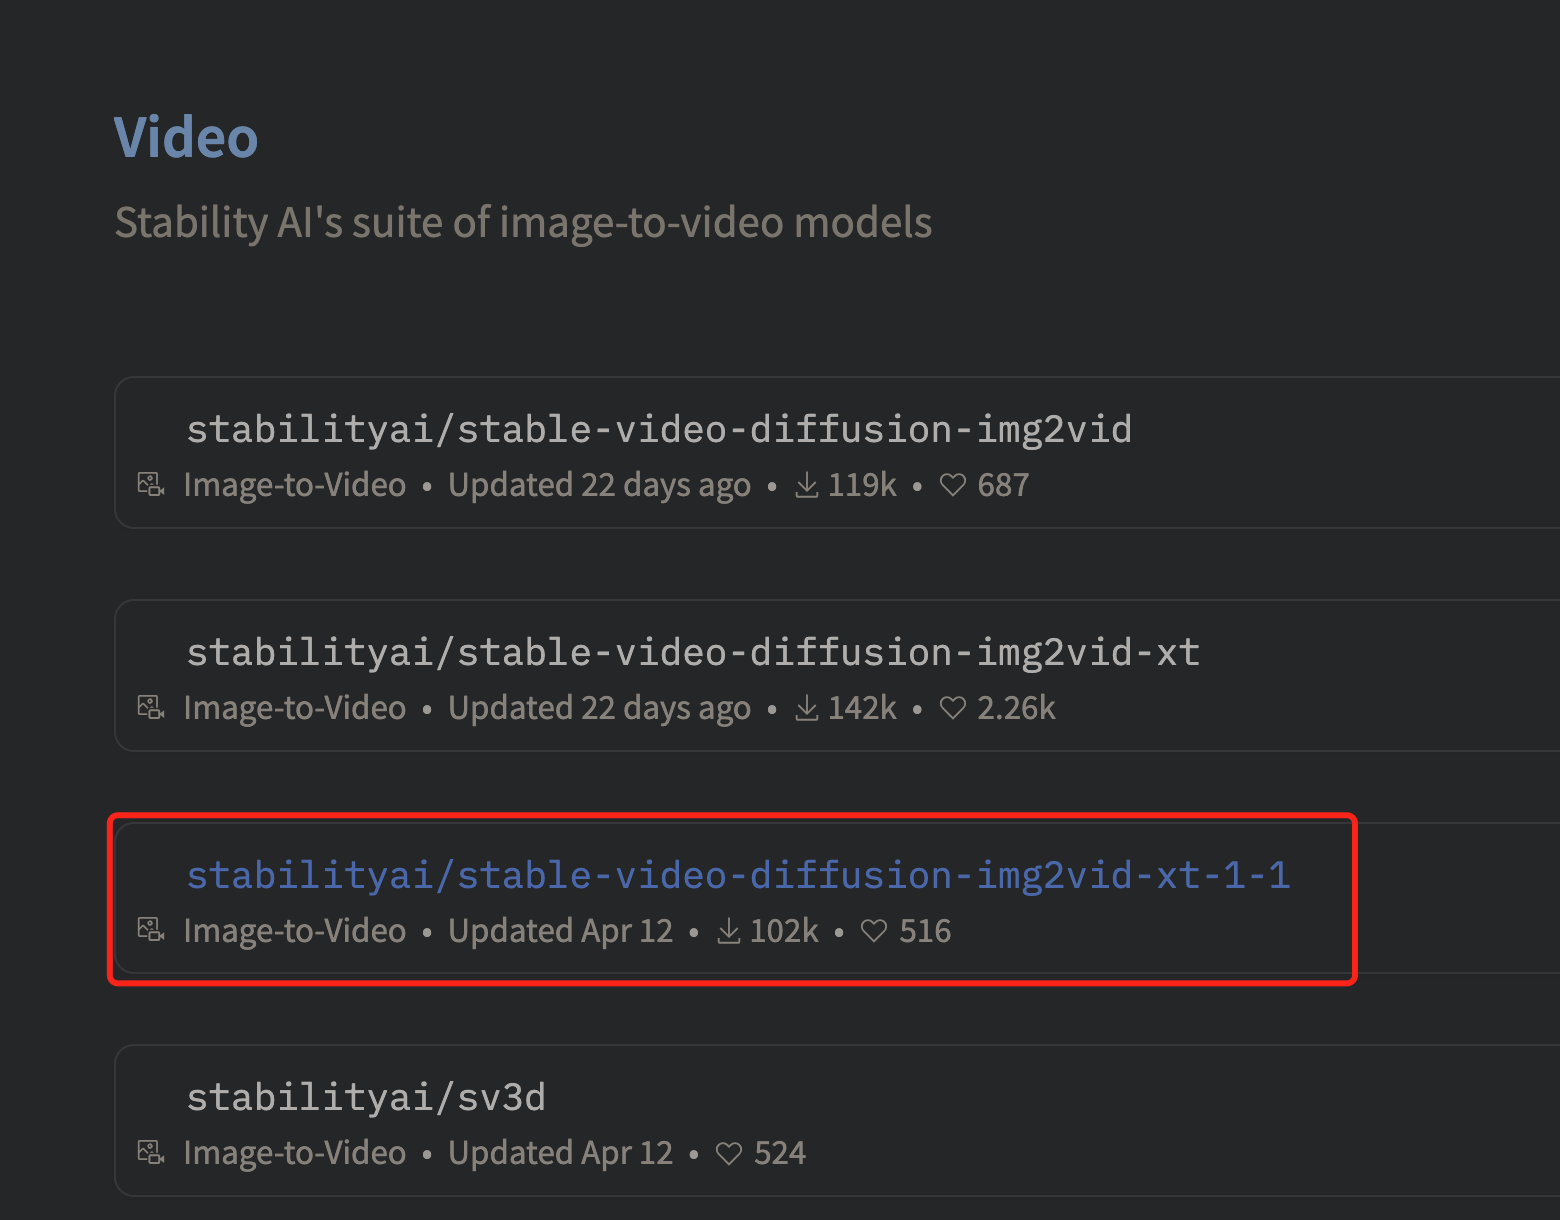 Video
Stability AI's suite of image-to-video models
stabilityai/stable-video-diffusion-img2vid
Image-to-Video • Updated 22 days ago • 119k • 687
stabilityai/stable-video-diffusion-img2vid-xt
Image-to-Video • Updated 22 days ago • 142k • 2.26k
stabilityai/stable-video-diffusion-img2vid-xt-1-1
Image-to-Video • Updated Apr 12 • 102k • 516
stabilityai/sv3d
Image-to-Video • Updated Apr 12 • 524